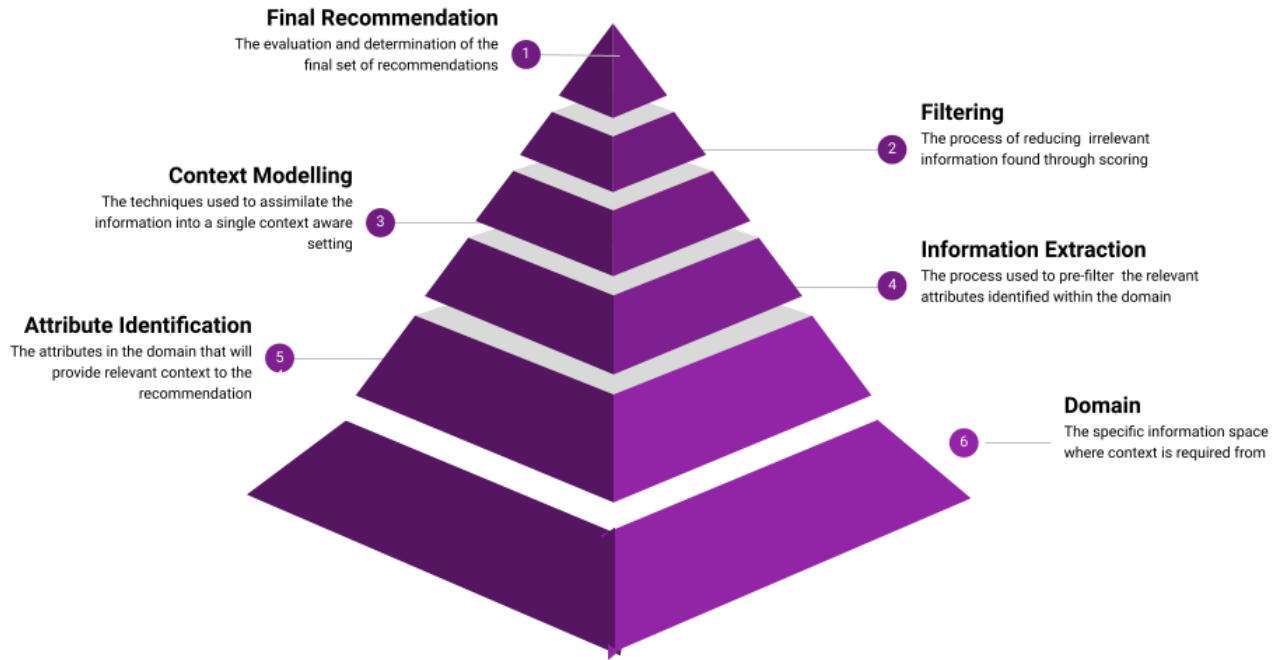 Final Recommendation
The evaluation and determination of the
final set of recommendations
1
Filtering
The process of reducing irrelevant
information found through scoring
2
Context Modelling
The techniques used to assimilate the
information into a single context aware
setting
3
Information Extraction
The process used to pre-filter the relevant
attributes identified within the domain
4
Attribute Identification
The attributes in the domain that will
provide relevant context to the
recommendation
5
Domain
The specific information space
where context is required from
6